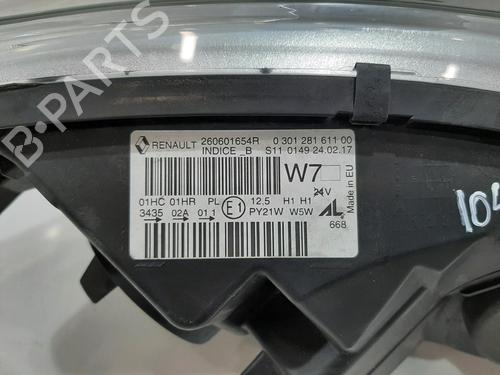 B-PARTS
RENAULT 260601654R 0 301 281 611 00
INDICE_B S11 0149 24.02.17
W7
24V
Made in EU
01HC 01HR PL E1 12,5 H1 H1 AL
3435 02A 01 1 PY21W W5W 668
104